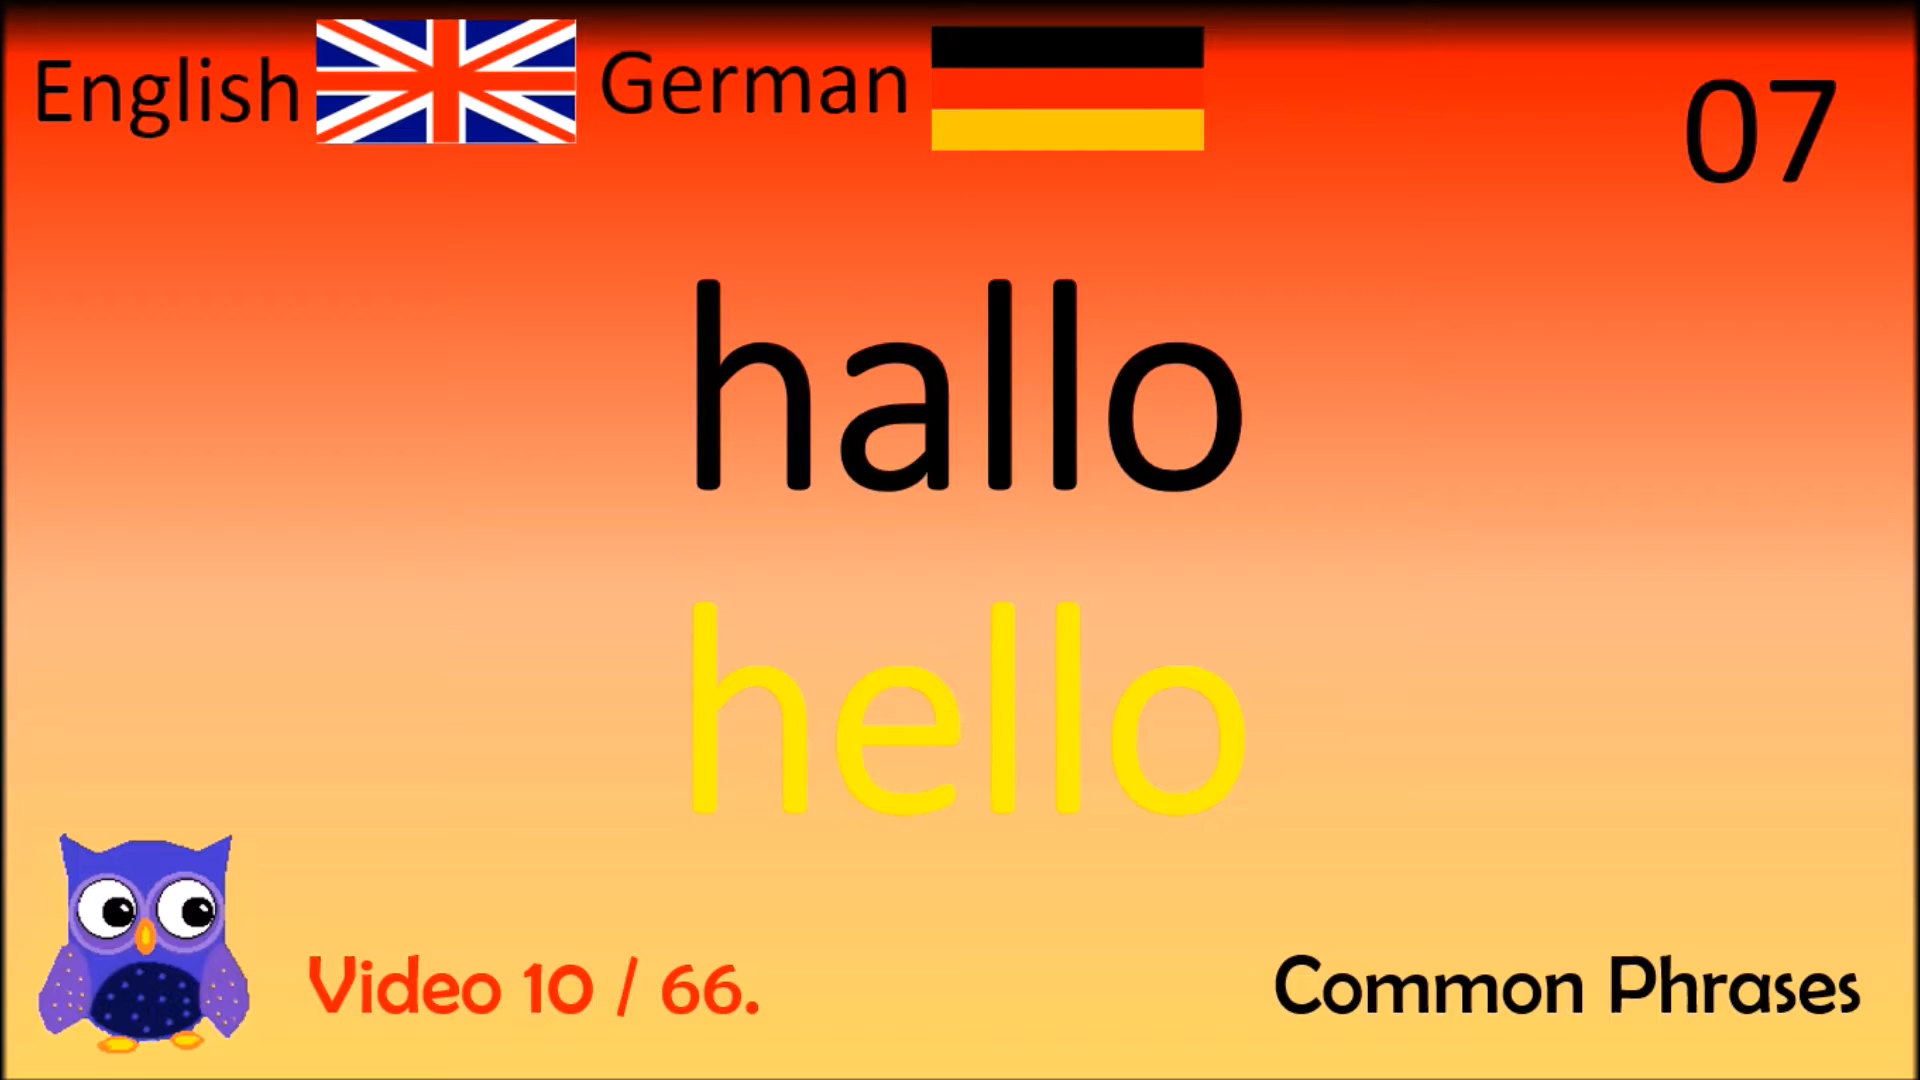 English German
07
hallo
hello
Video 10 / 66.
Common Phrases